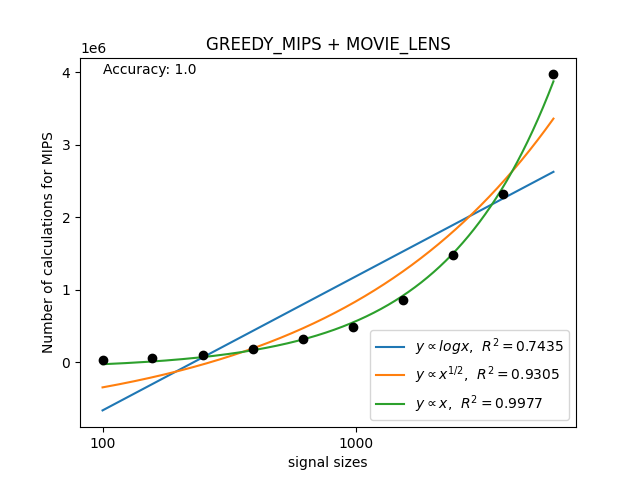 GREEDY_MIPS + MOVIE_LENS
1e6
Accuracy: 1.0
4
3
2
1
0
Number of calculations for MIPS
y ∝ logx, R² = 0.7435
y ∝ x^{1/2}, R² = 0.9305
y ∝ x, R² = 0.9977
100 1000
signal sizes